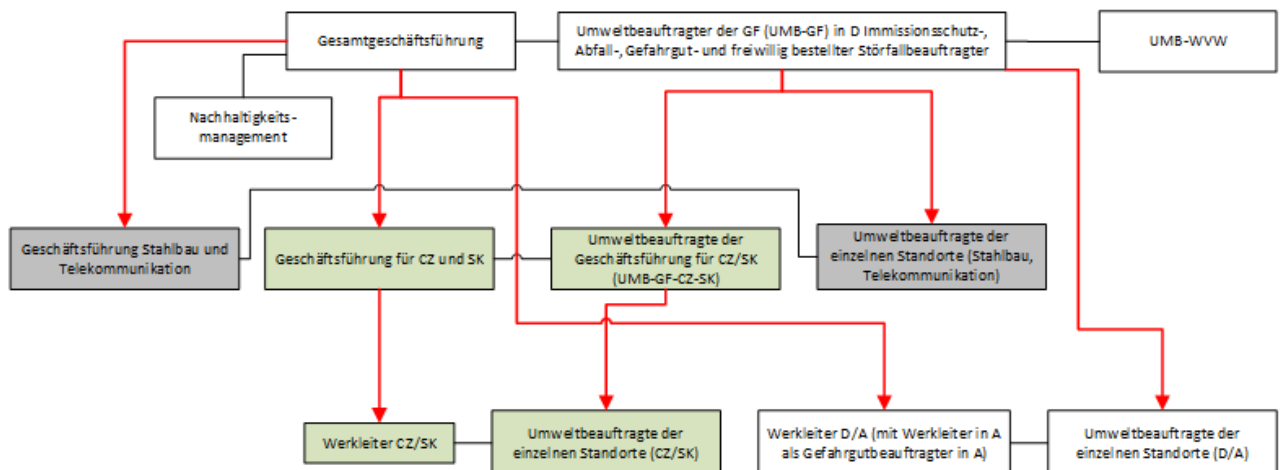 Gesamtgeschäftsführung
Umweltbeauftragter der GF (UMB-GF) in D Immissionsschutz-,
Abfall-, Gefahrgut- und freiwillig bestellter Störfallbeauftragter
UMB-WVW
Nachhaltigkeits-
management
Geschäftsführung Stahlbau und
Telekommunikation
Geschäftsführung für CZ und SK
Umweltbeauftragte der
Geschäftsführung für CZ/SK
(UMB-GF-CZ-SK)
Umweltbeauftragte der
einzelnen Standorte (Stahlbau,
Telekommunikation)
Werkleiter CZ/SK
Umweltbeauftragte der
einzelnen Standorte (CZ/SK)
Werkleiter D/A (mit Werkleiter in A
als Gefahrgutbeauftragter in A)
Umweltbeauftragte der
einzelnen Standorte (D/A)